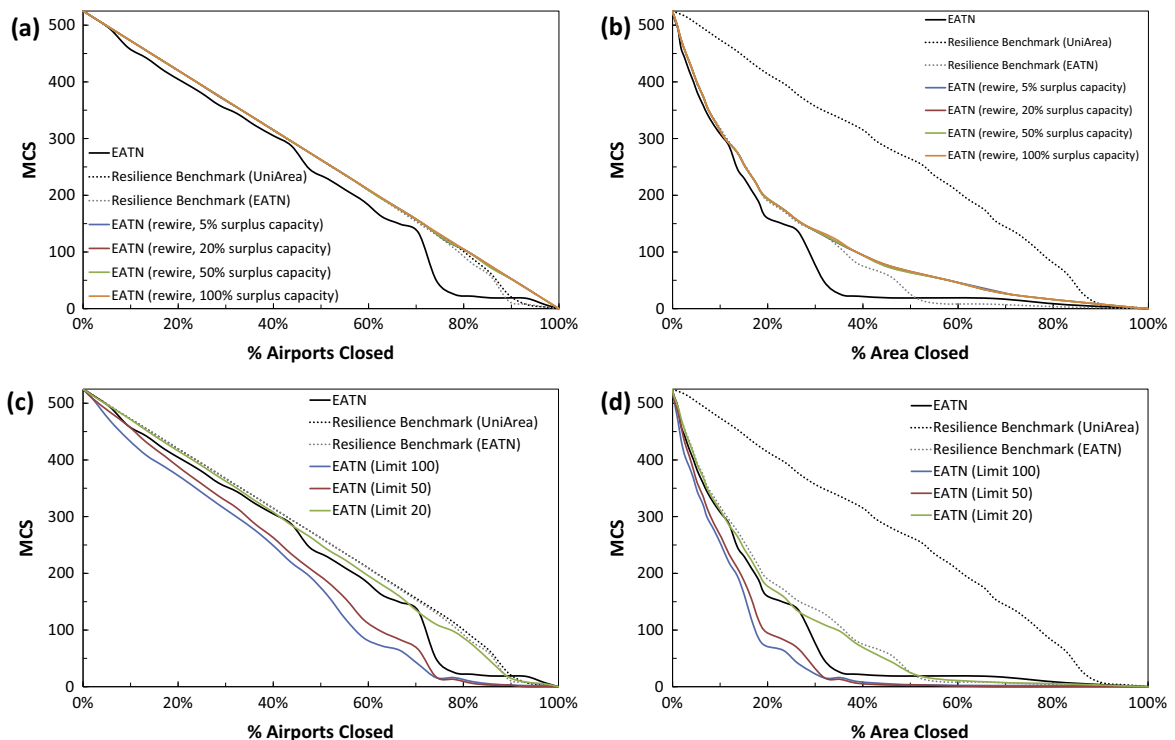 (a)
MCS
500
400
300
200
100
0
EATN
Resilience Benchmark (UniArea)
Resilience Benchmark (EATN)
EATN (rewire, 5% surplus capacity)
EATN (rewire, 20% surplus capacity)
EATN (rewire, 50% surplus capacity)
EATN (rewire, 100% surplus capacity)
0% 20% 40% 60% 80% 100%
% Airports Closed
(b)
MCS
500
400
300
200
100
0
EATN
Resilience Benchmark (UniArea)
Resilience Benchmark (EATN)
EATN (rewire, 5% surplus capacity)
EATN (rewire, 20% surplus capacity)
EATN (rewire, 50% surplus capacity)
EATN (rewire, 100% surplus capacity)
0% 20% 40% 60% 80% 100%
% Area Closed
(c)
MCS
500
400
300
200
100
0
EATN
Resilience Benchmark (UniArea)
Resilience Benchmark (EATN)
EATN (Limit 100)
EATN (Limit 50)
EATN (Limit 20)
0% 20% 40% 60% 80% 100%
% Airports Closed
(d)
MCS
500
400
300
200
100
0
EATN
Resilience Benchmark (UniArea)
Resilience Benchmark (EATN)
EATN (Limit 100)
EATN (Limit 50)
EATN (Limit 20)
0% 20% 40% 60% 80% 100%
% Area Closed